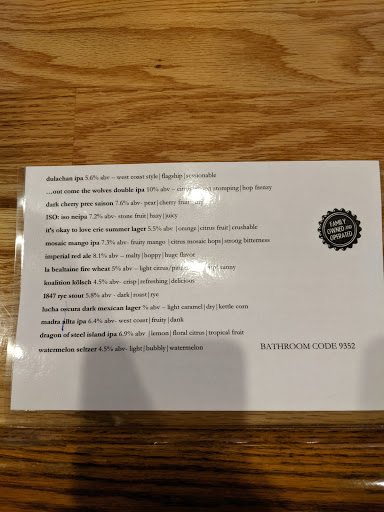 dulachan ipa 5.6% abv – west coast style|flagship|sessionable
…out come the wolves double ipa 10% abv – citrus stomping|hop frenzy
dark cherry pree saison 7.6% abv- pear|cherry fruit
ISO: iso neipa 7.2% abv- stone fruit|hazy|juicy
it's okay to love erie summer lager 5.5% abv |orange|citrus fruit|crushable
mosaic mango ipa 7.3% abv- fruity mango |citrus mosaic hops|strong bitterness
imperial red ale 8.1% abv – malty|hoppy|huge flavor
la bealtaine fire wheat 5% abv – light citrus/ sunny
koalition kölsch 4.5% abv- crisp|refreshing|delicious
1847 rye stout 5.8% abv - dark|roast|rye
lucha oscura dark mexican lager % abv – light caramel|dry|kettle corn
madra ailta ipa 6.4% abv- west coast|fruity|dank
dragon of steel island ipa 6.9% abv |lemon|floral citrus|tropical fruit
watermelon seltzer 4.5% abv- light|bubbly|watermelon
FAMILY
OWNED AND
OPERATED
BATHROOM CODE 9352